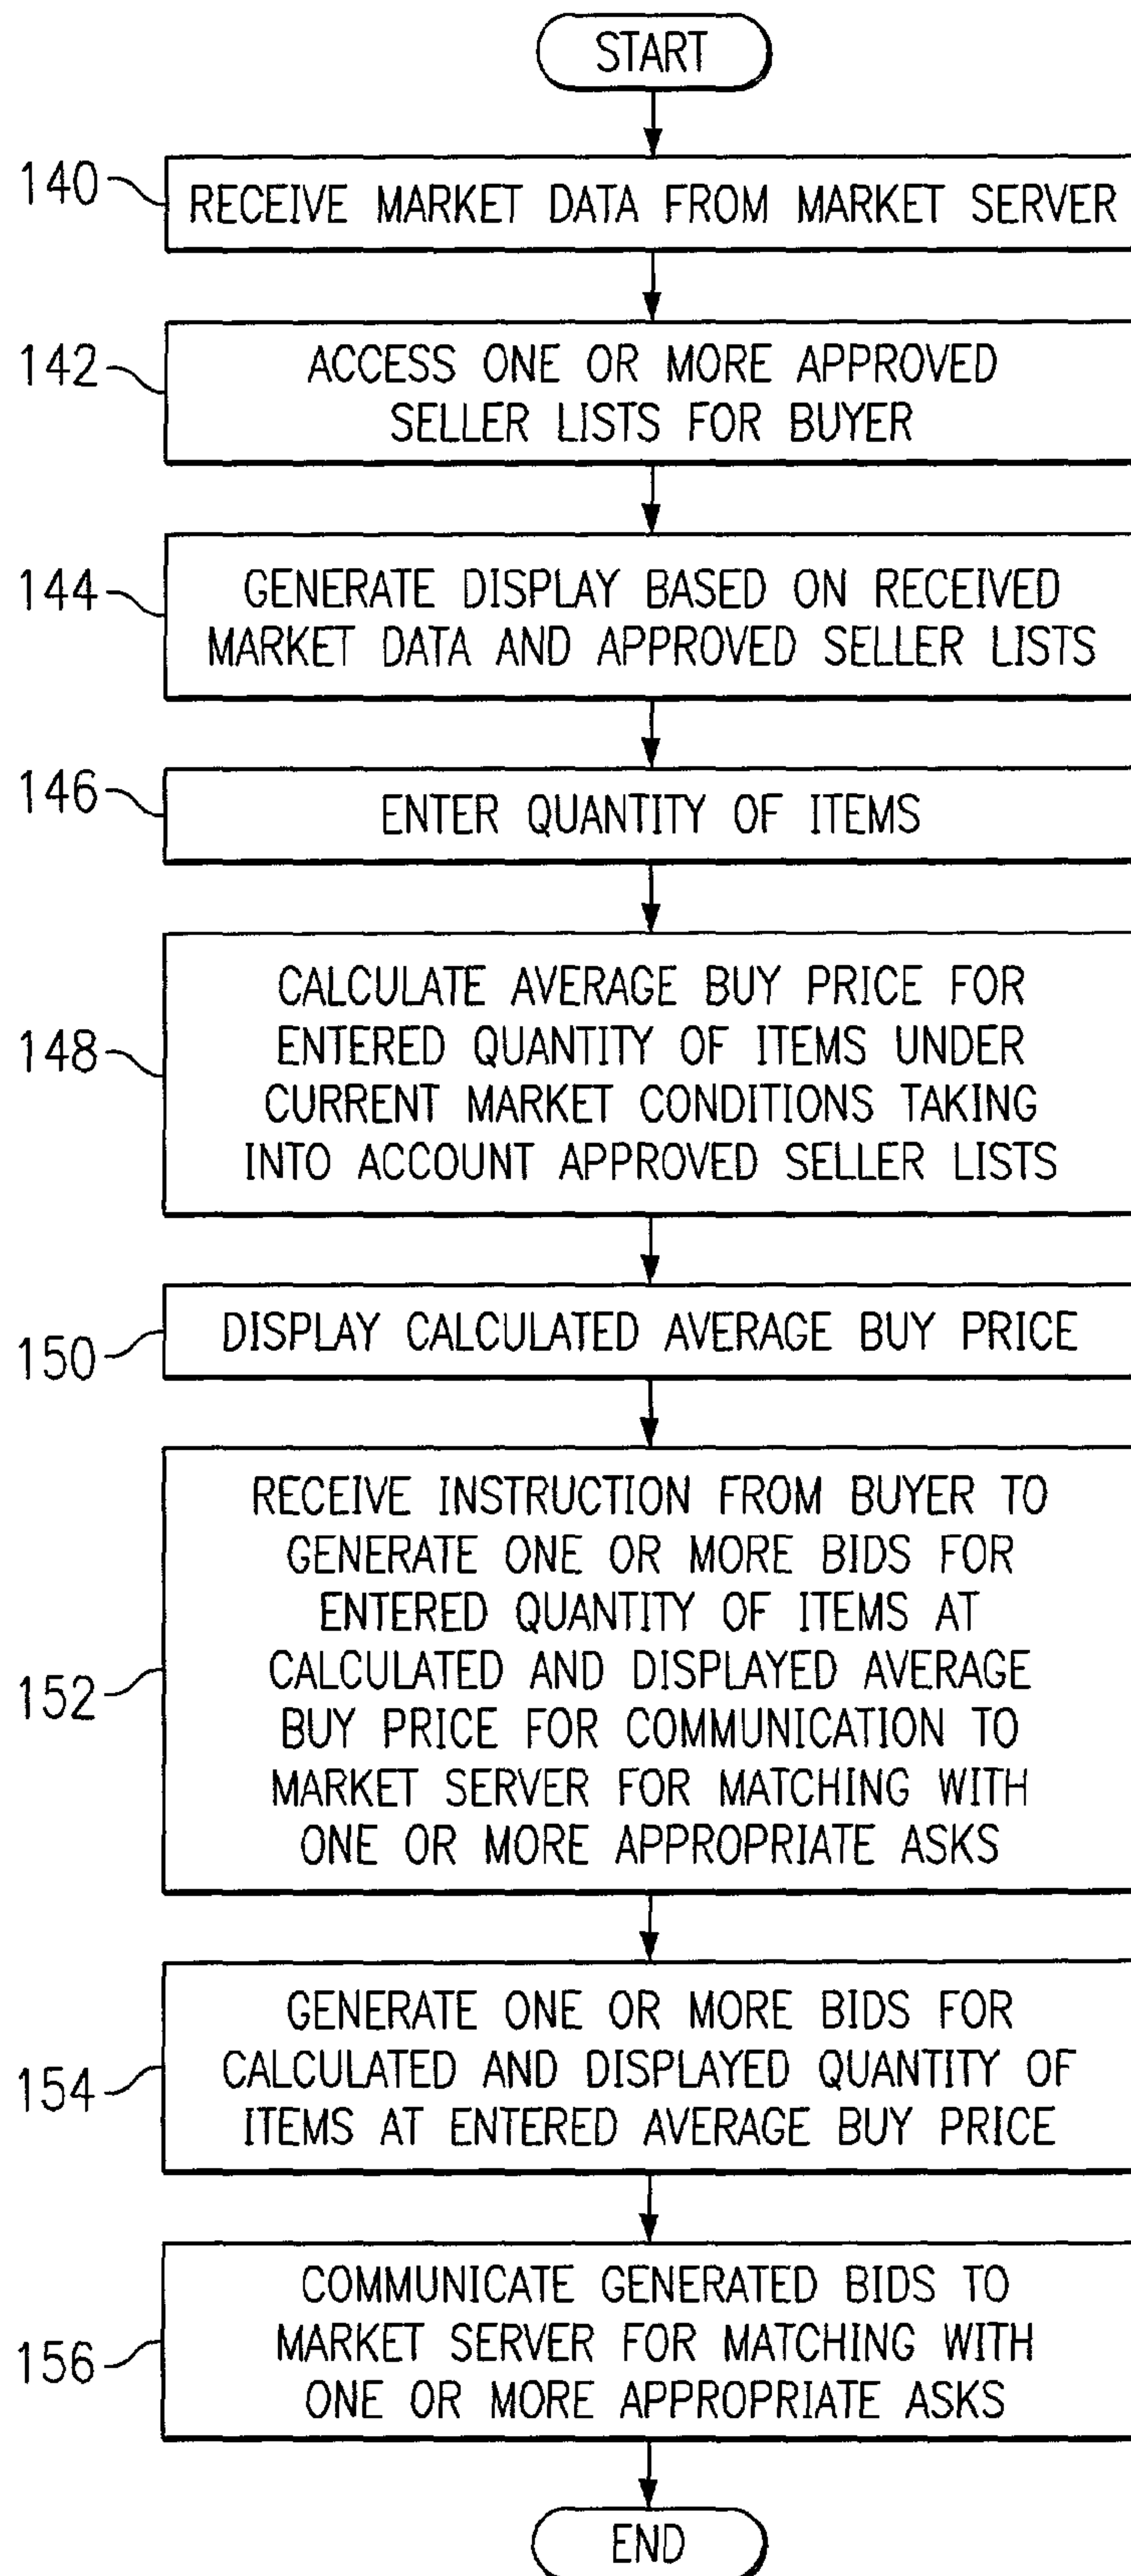 START
140
RECEIVE MARKET DATA FROM MARKET SERVER
142
ACCESS ONE OR MORE APPROVED
SELLER LISTS FOR BUYER
144
GENERATE DISPLAY BASED ON RECEIVED
MARKET DATA AND APPROVED SELLER LISTS
146
ENTER QUANTITY OF ITEMS
148
CALCULATE AVERAGE BUY PRICE FOR
ENTERED QUANTITY OF ITEMS UNDER
CURRENT MARKET CONDITIONS TAKING
INTO ACCOUNT APPROVED SELLER LISTS
150
DISPLAY CALCULATED AVERAGE BUY PRICE
152
RECEIVE INSTRUCTION FROM BUYER TO
GENERATE ONE OR MORE BIDS FOR
ENTERED QUANTITY OF ITEMS AT
CALCULATED AND DISPLAYED AVERAGE
BUY PRICE FOR COMMUNICATION TO
MARKET SERVER FOR MATCHING WITH
ONE OR MORE APPROPRIATE ASKS
154
GENERATE ONE OR MORE BIDS FOR
CALCULATED AND DISPLAYED QUANTITY OF
ITEMS AT ENTERED AVERAGE BUY PRICE
156
COMMUNICATE GENERATED BIDS TO
MARKET SERVER FOR MATCHING WITH
ONE OR MORE APPROPRIATE ASKS
END